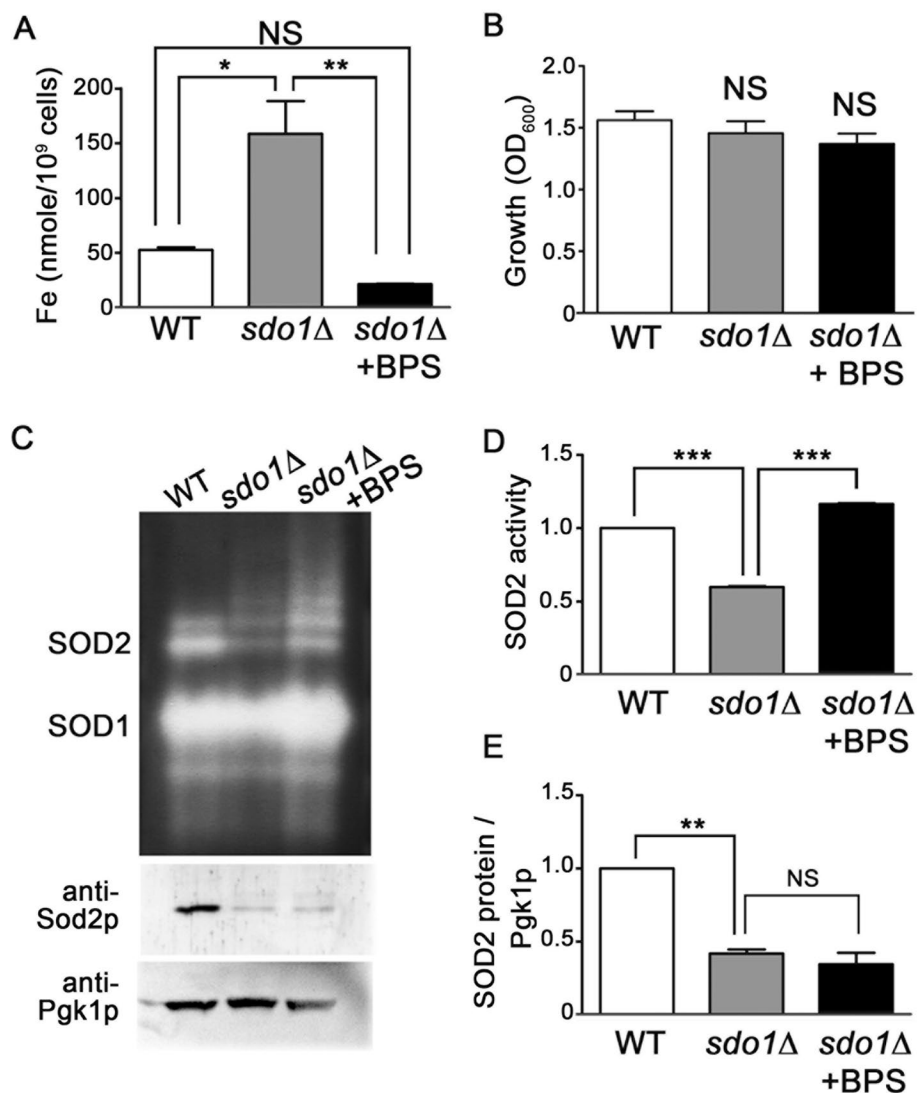 A
NS
*
**
Fe (nmole/10⁹ cells)
200
150
100
50
0
WT
sdo1Δ
sdo1Δ
+BPS
B
Growth (OD₆₀₀)
2.0
1.5
1.0
0.5
0.0
NS
NS
WT
sdo1Δ
sdo1Δ
+ BPS
C
WT
sdo1Δ
sdo1Δ
+BPS
SOD2
SOD1
anti-
Sod2p
anti-
Pgk1p
D
SOD2 activity
1.5
1.0
0.5
0
***
***
WT
sdo1Δ
sdo1Δ
+BPS
E
SOD2 protein /
Pgk1p
1.5
1.0
0.5
0
**
NS
WT
sdo1Δ
sdo1Δ
+BPS